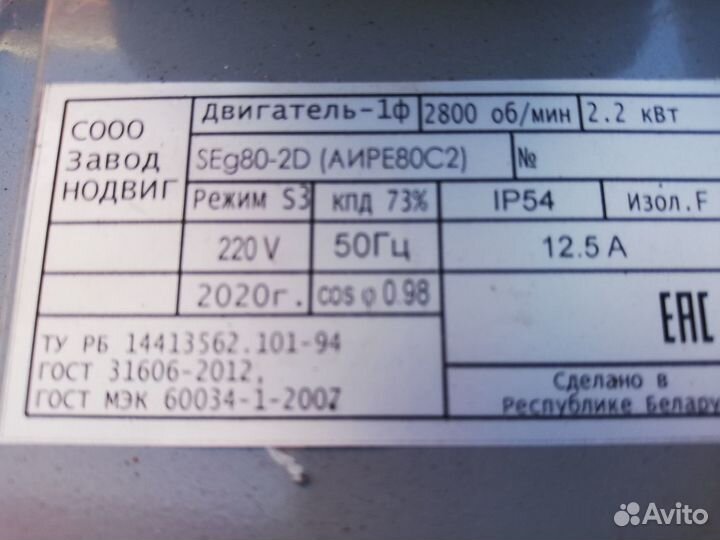 СООО
Завод
НОДВИГ
Двигатель-1ф 2800 об/мин 2.2 кВт
SEg80-2D (АИРЕ80С2) №
Режим S3 кпд 73% IP54 Изол.F
220 V 50Гц 12.5 А
2020г. cos φ 0.98
ТУ РБ 14413562.101-94
ГОСТ 31606-2012,
ГОСТ МЭК 60034-1-2007
ЕАС
Сделано в
Республике Белару
Avito